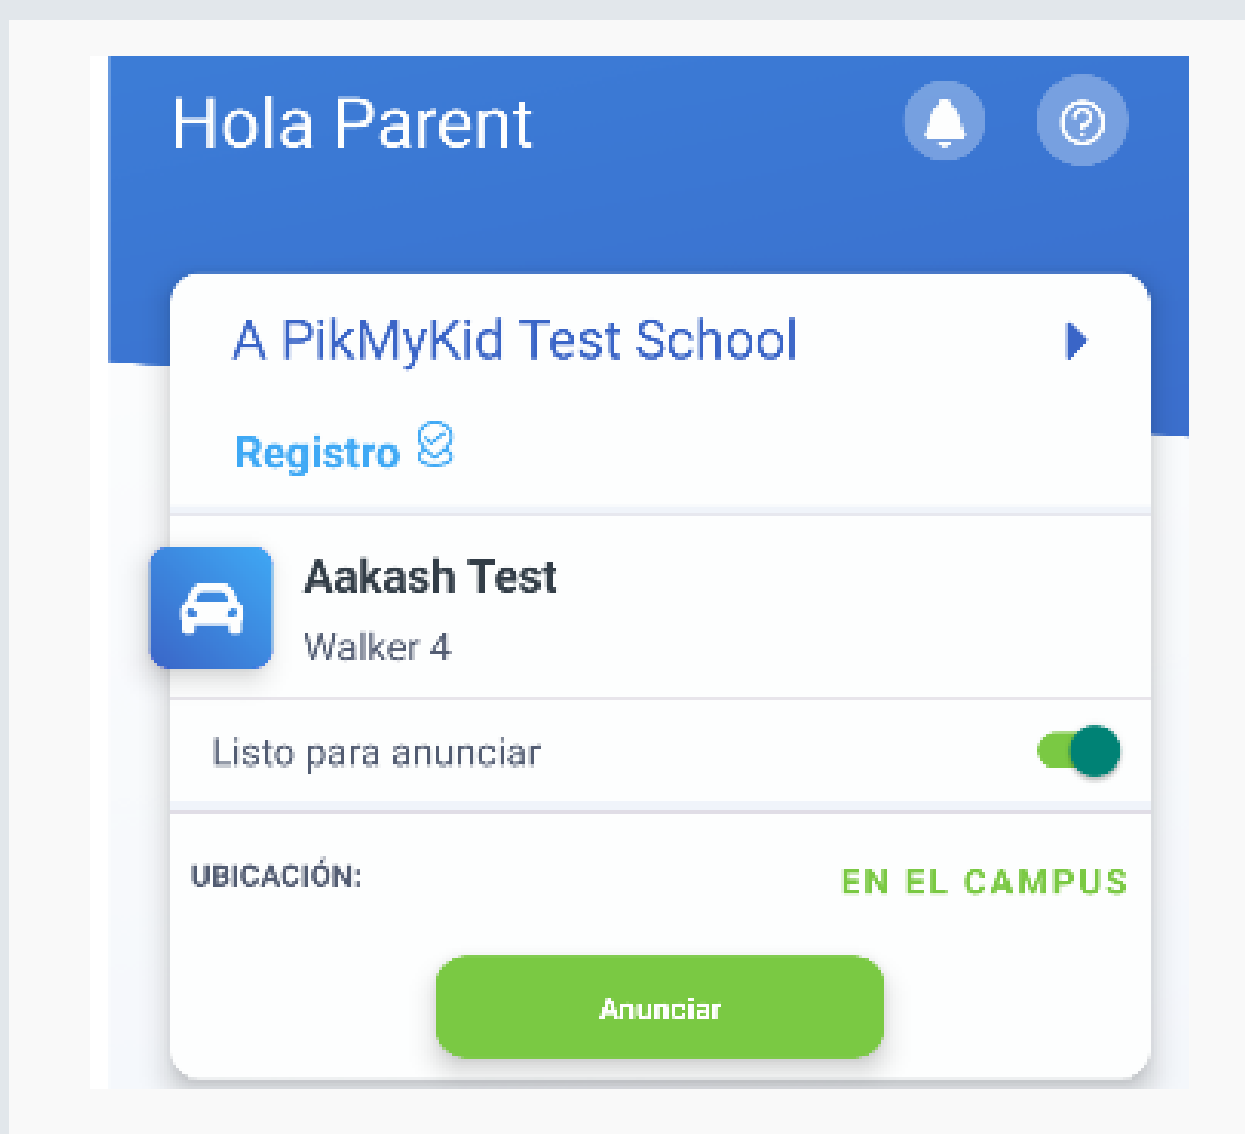 Hola Parent
A PikMyKid Test School
Registro
Aakash Test
Walker 4
Listo para anunciar
UBICACIÓN:
EN EL CAMPUS
Anunciar